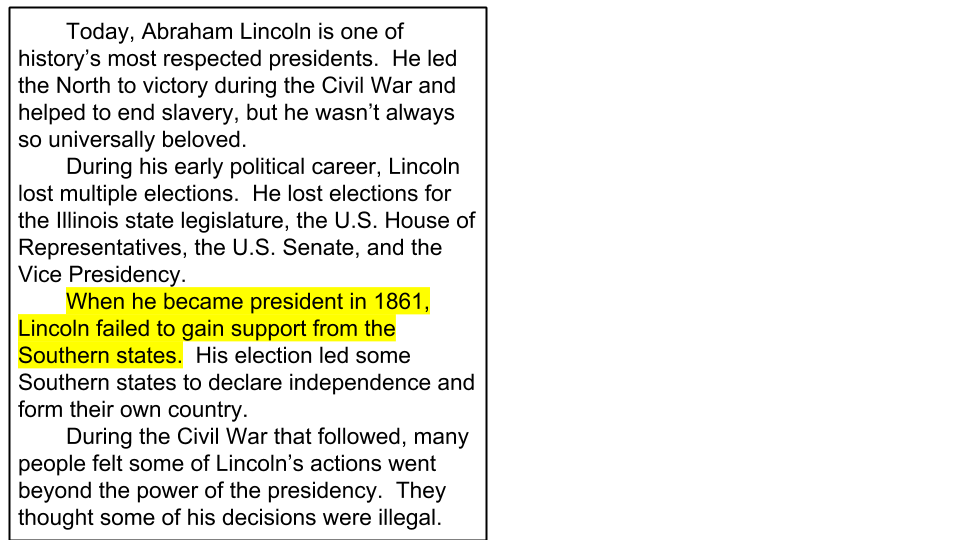 Today, Abraham Lincoln is one of
history’s most respected presidents.  He led
the North to victory during the Civil War and
helped to end slavery, but he wasn’t always
so universally beloved.
During his early political career, Lincoln
lost multiple elections.  He lost elections for
the Illinois state legislature, the U.S. House of
Representatives, the U.S. Senate, and the
Vice Presidency.
When he became president in 1861,
Lincoln failed to gain support from the
Southern states.  His election led some
Southern states to declare independence and
form their own country.
During the Civil War that followed, many
people felt some of Lincoln’s actions went
beyond the power of the presidency.  They
thought some of his decisions were illegal.